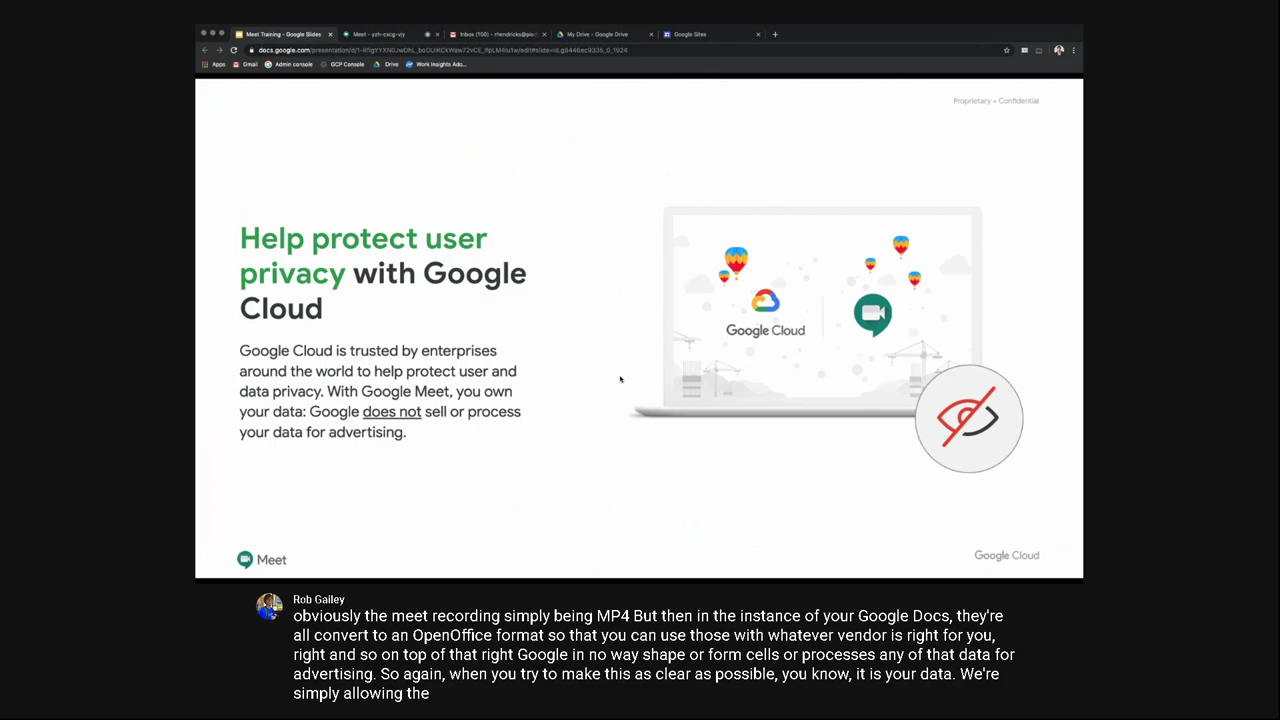 Meet Training - Google Slides
Meet - yzh-cxcg-vjy
Inbox (100) - rhendricks@pie
My Drive - Google Drive
Google Sites
Apps
Gmail
Admin console
GCP Console
Drive
Work Insights Ado...
Proprietary + Confidential
Help protect user
privacy with Google
Cloud
Google Cloud is trusted by enterprises
around the world to help protect user and
data privacy. With Google Meet, you own
your data: Google does not sell or process
your data for advertising.
Google Cloud
Meet
Google Cloud
Rob Gailey
obviously the meet recording simply being MP4 But then in the instance of your Google Docs, they're
all convert to an OpenOffice format so that you can use those with whatever vendor is right for you,
right and so on top of that right Google in no way shape or form cells or processes any of that data for
advertising. So again, when you try to make this as clear as possible, you know, it is your data. We're
simply allowing the